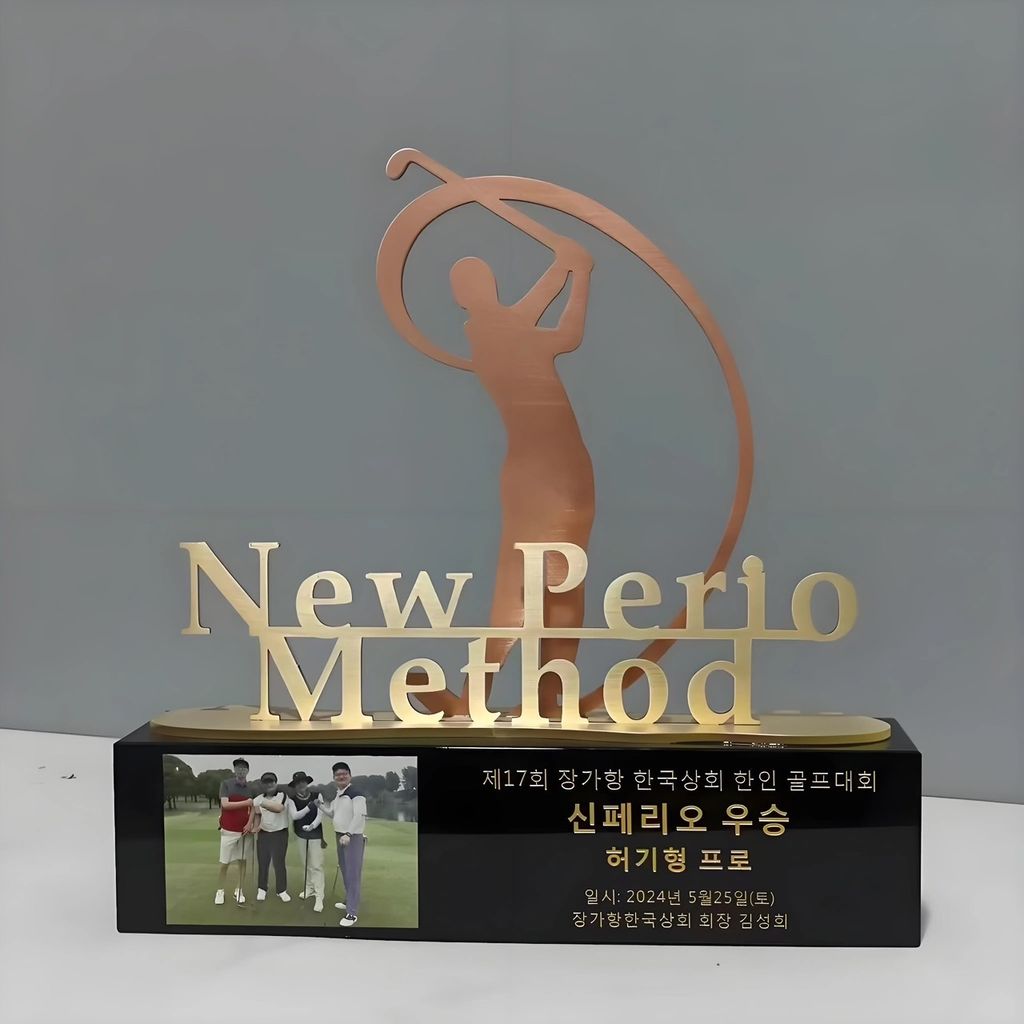 New Perio
Method
제17회 장가항 한국상회 한인 골프대회
신페리오 우승
허기형 프로
일시: 2024년 5월25일(토)
장가항한국상회 회장 김성희